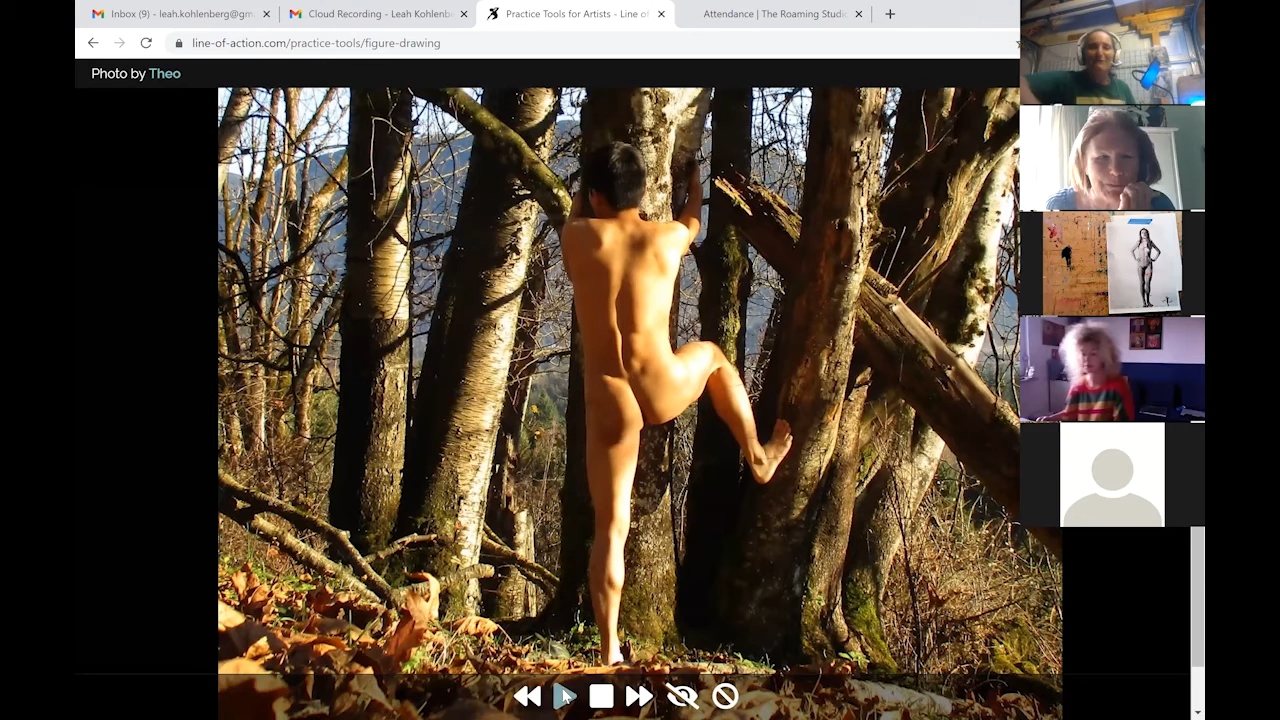 Inbox (9) - leah.kohlenberg@gm
Cloud Recording - Leah Kohlenb
Practice Tools for Artists - Line of
Attendance | The Roaming Studio
line-of-action.com/practice-tools/figure-drawing
Photo by Theo